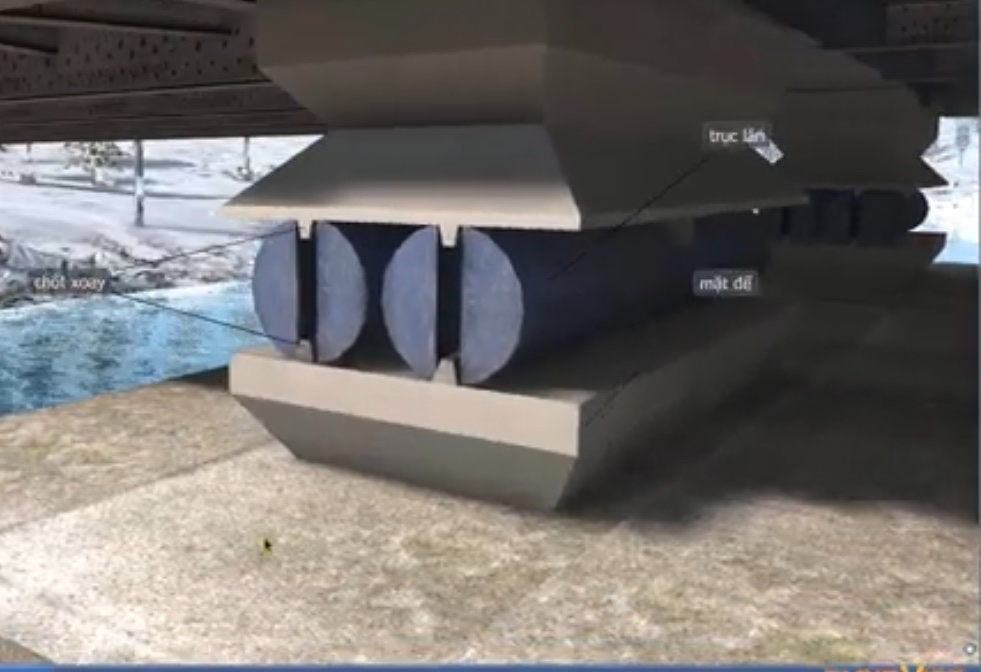 trục lăn
chốt xoay
mặt đế